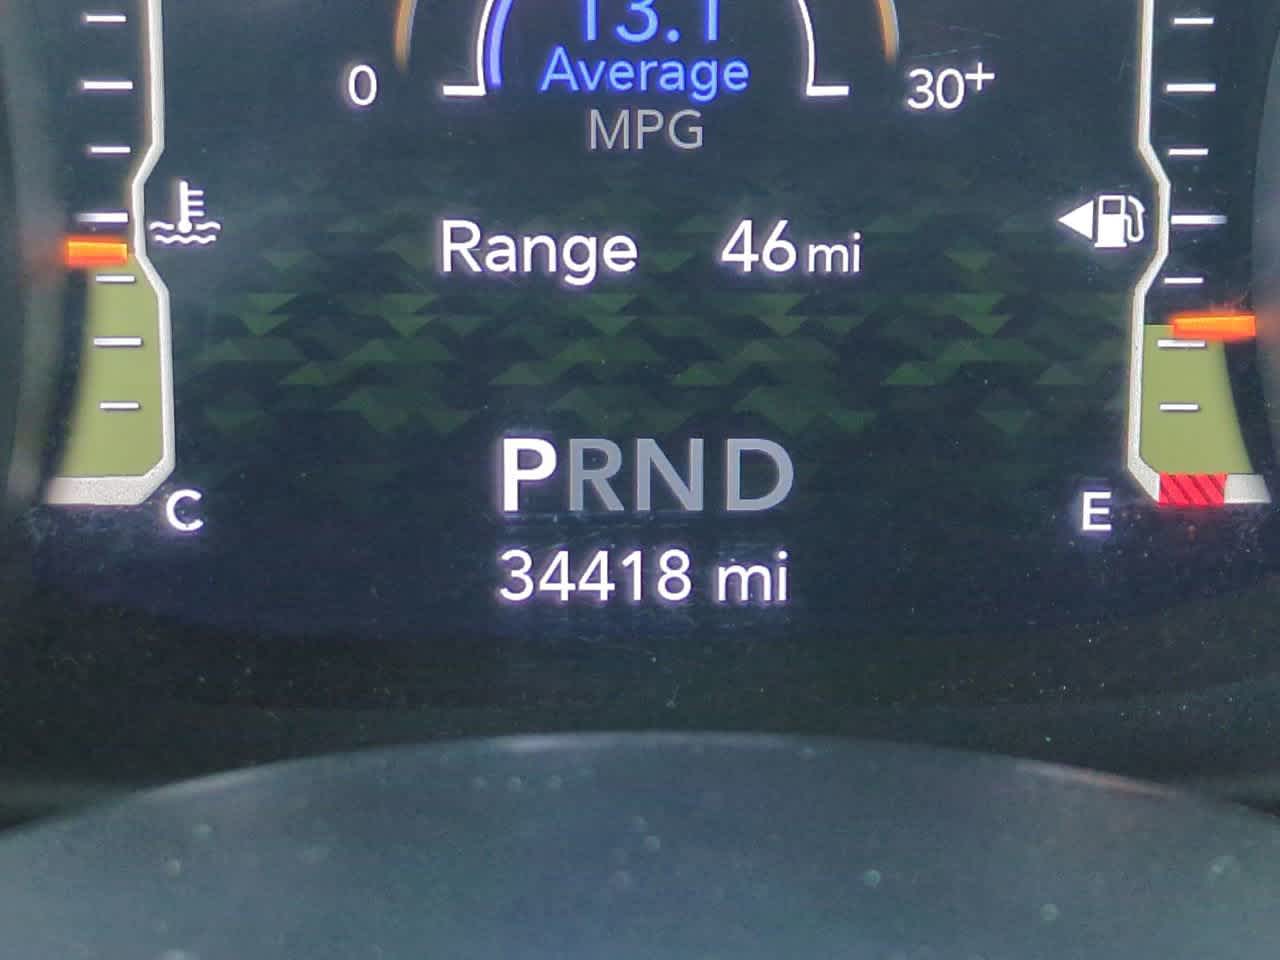 13.1
Average
0 30+
MPG
Range 46 mi
PRND
C E
34418 mi